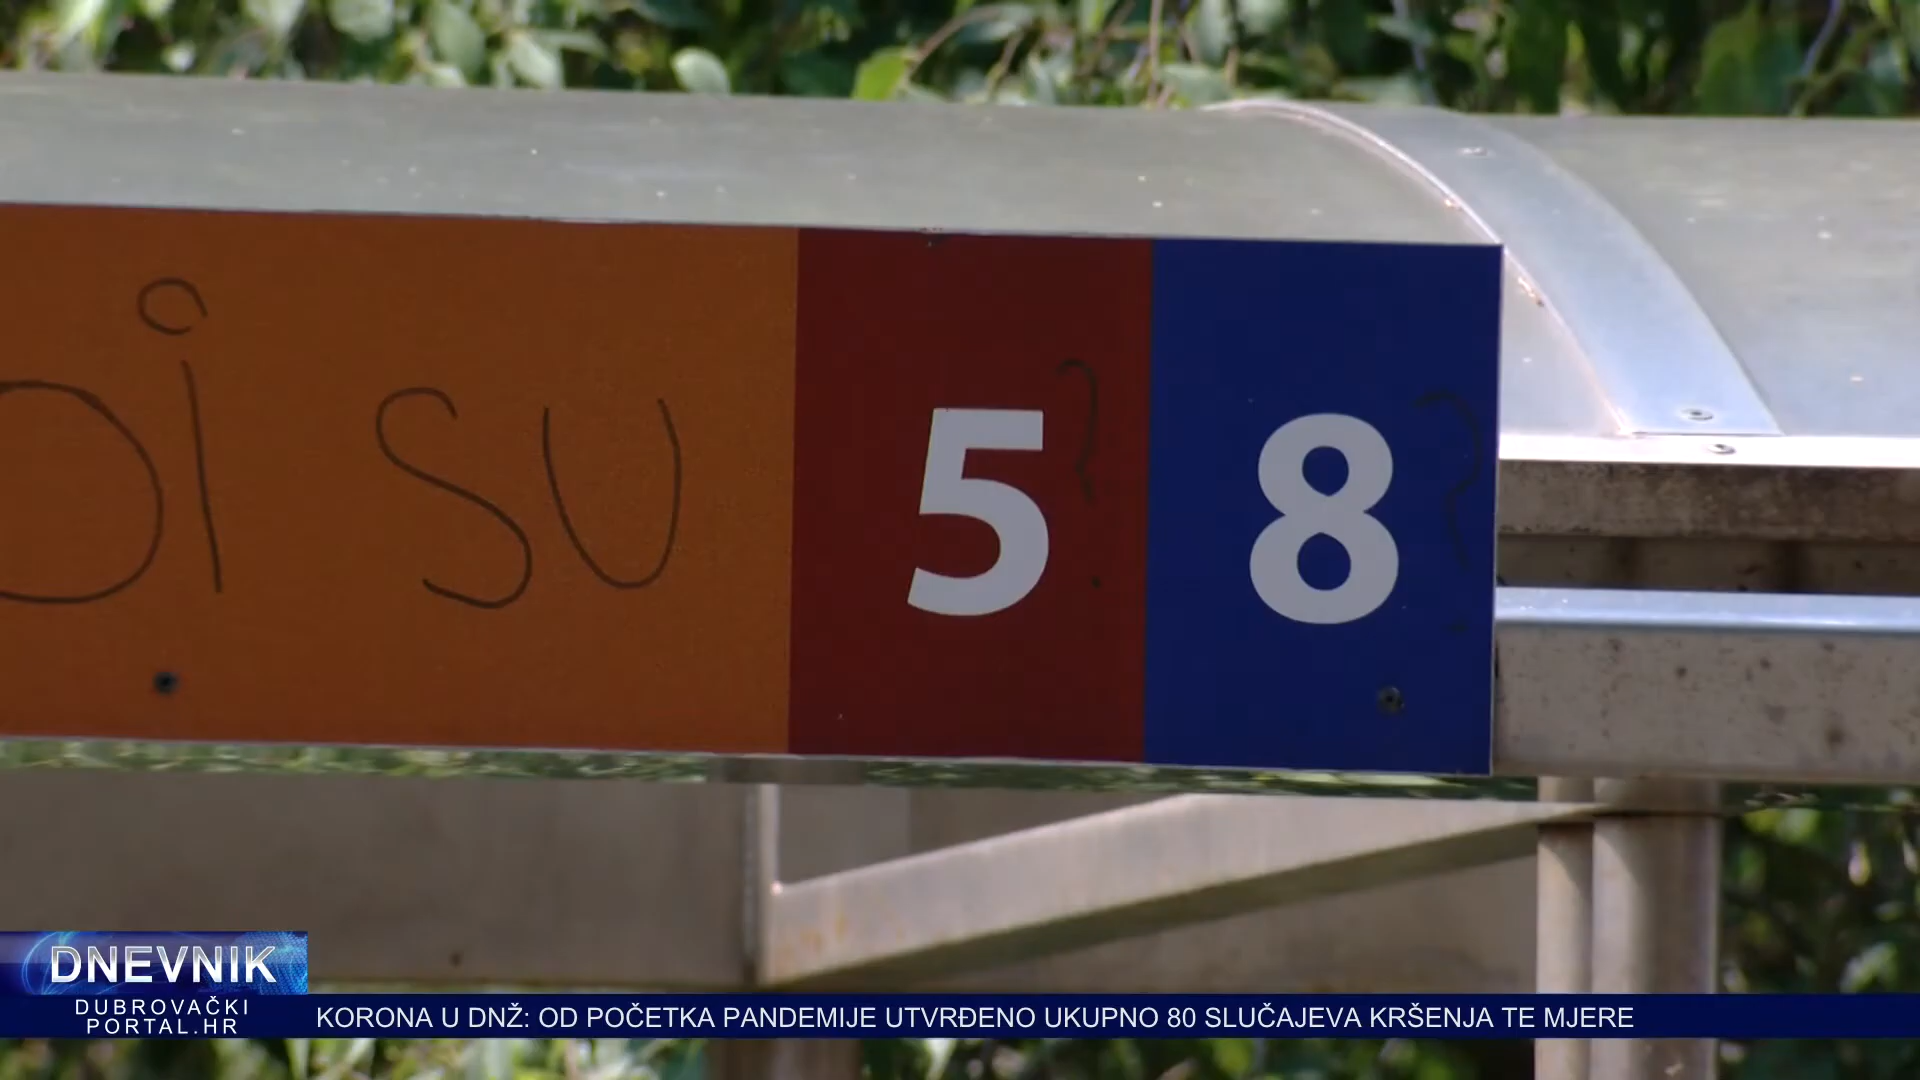 su 5? 8?
DNEVNIK
DUBROVAČKI
PORTAL.HR
KORONA U DNŽ: OD POČETKA PANDEMIJE UTVRĐENO UKUPNO 80 SLUČAJEVA KRŠENJA TE MJERE